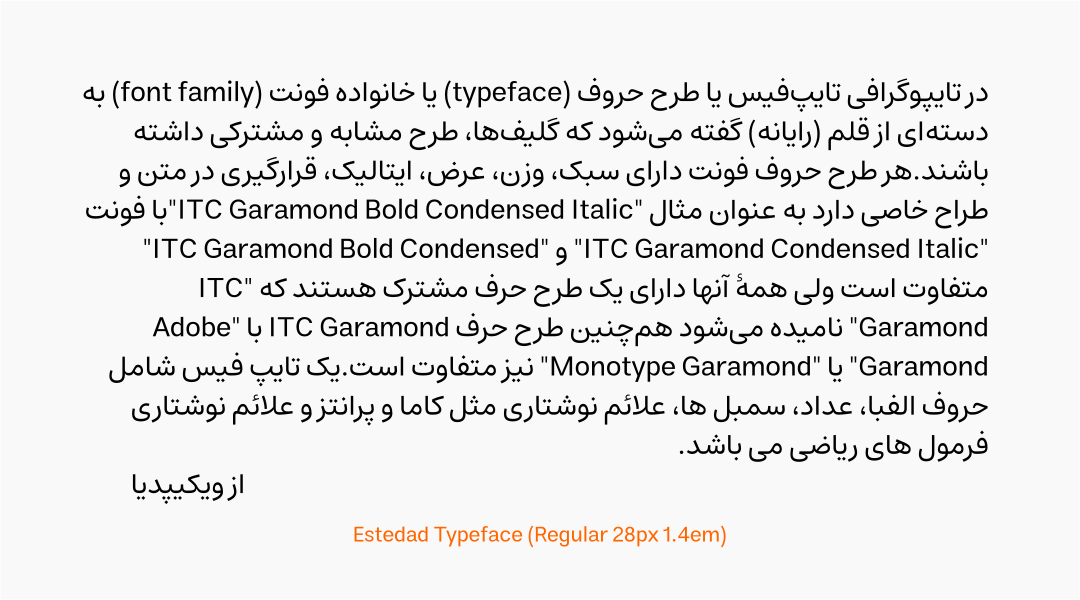 در تایپوگرافی تایپ‌فیس یا طرح حروف (typeface) یا خانواده فونت (font family) به
دسته‌ای از قلم (رایانه) گفته می‌شود که گلیف‌ها، طرح مشابه و مشترکی داشته
باشند.هر طرح حروف فونت دارای سبک، وزن، عرض، ایتالیک، قرارگیری در متن و
طراح خاصی دارد به عنوان مثال "ITC Garamond Bold Condensed Italic"با فونت
"ITC Garamond Condensed Italic" و "ITC Garamond Bold Condensed"
متفاوت است ولی همهٔ آنها دارای یک طرح حرف مشترک هستند که "ITC
Garamond" نامیده می‌شود هم‌چنین طرح حرف ITC Garamond با "Adobe
Garamond" یا "Monotype Garamond" نیز متفاوت است.یک تایپ فیس شامل
حروف الفبا، عداد، سمبل ها، علائم نوشتاری مثل کاما و پرانتز و علائم نوشتاری
فرمول های ریاضی می باشد.
از ویکیپدیا
Estedad Typeface (Regular 28px 1.4em)